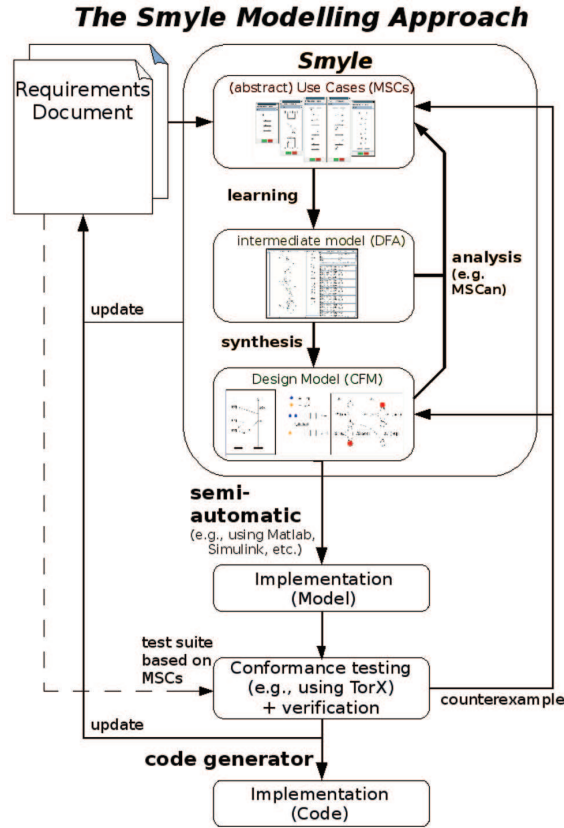 The Smyle Modelling Approach
Smyle
Requirements
Document
(abstract) Use Cases (MSCs)
learning
intermediate model (DFA)
analysis
(e.g.
MSCan)
update
synthesis
Design Model (CFM)
semi-
automatic
(e.g., using Matlab,
Simulink, etc.)
Implementation
(Model)
test suite
based on
MSCs
Conformance testing
(e.g., using TorX)
+ verification
counterexample
update
code generator
Implementation
(Code)